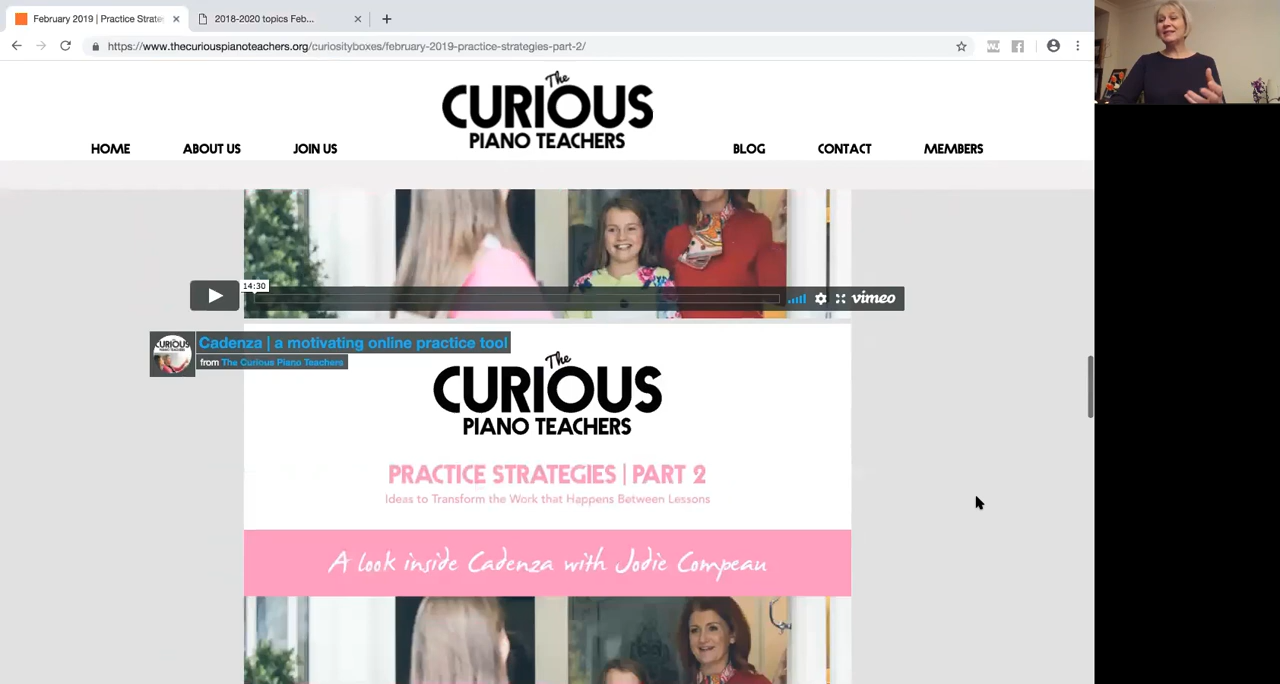 February 2019 | Practice Strate
2018-2020 topics Feb...
https://www.thecuriouspianoteachers.org/curiosityboxes/february-2019-practice-strategies-part-2/
The
CURIOUS
PIANO TEACHERS
HOME ABOUT US JOIN US BLOG CONTACT MEMBERS
14:30
vimeo
Cadenza | a motivating online practice tool
from The Curious Piano Teachers
The
CURIOUS
PIANO TEACHERS
PRACTICE STRATEGIES | PART 2
Ideas to Transform the Work that Happens Between Lessons
A look inside Cadenza with Jodie Compeau